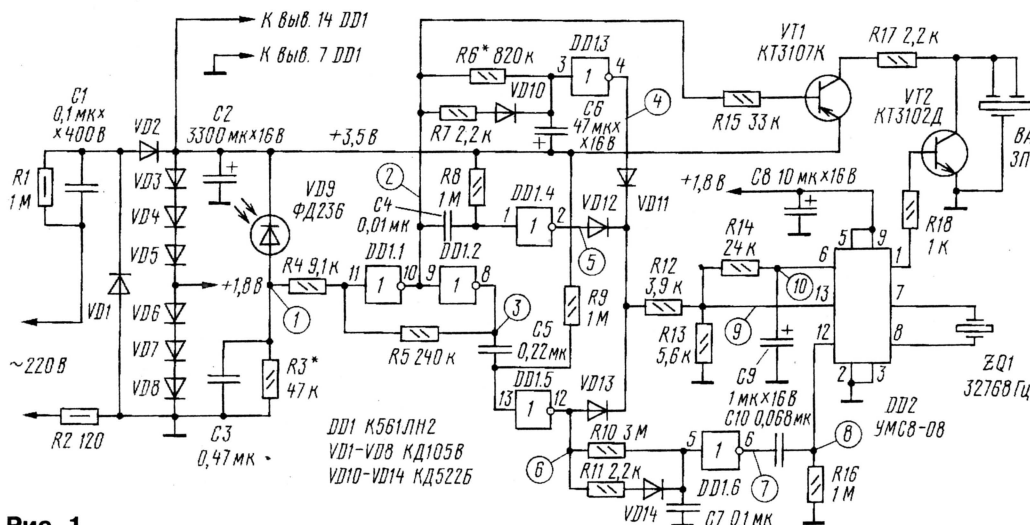 К выв. 14 DD1
К выв. 7 DD1
C1
0,1 мк×
×400 В
R1
1М
VD2
C2
3300 мк×16 В
+
+3,5 В
VD3
VD4
VD5
+1,8 В
VD6
VD7
VD8
VD1
~220 В
R2 120
C3
0,47 мк
VD9
ФД236
1
R3*
47 к
R4 9,1 к
R5 240 к
2
C4
0,01 мк
R6* 820 к
R7 2,2 к
VD10
C6
47 мк×
×16 В
+
DD1.3
3
1
4
4
R8
1М
DD1.4
1
1
2
5
VD12
VD11
DD1.1
11
1
10
DD1.2
9
1
8
3
C5
0,22 мк
R9
1М
DD1.5
13
1
12
VD13
6
R10 3 М
R11 2,2 к
VD14
C7 0,1 мк
DD1.6
5
1
6
7
C10 0,068 мк
8
R16
1М
R12
3,9 к
R13
5,6 к
R14
24 к
9
10
C9
1 мк×16 В
+
+1,8 В
C8 10 мк×16 В
+
R15 33 к
VT1
КТ3107К
R17 2,2 к
VT2
КТ3102Д
R18
1 к
BA
ЗП
5
9
6
1
13
7
12
8
2
3
DD2
УМС8-08
ZQ1
32768 Гц
DD1 К561ЛН2
VD1-VD8 КД105В
VD10-VD14 КД522Б
Рис. 1